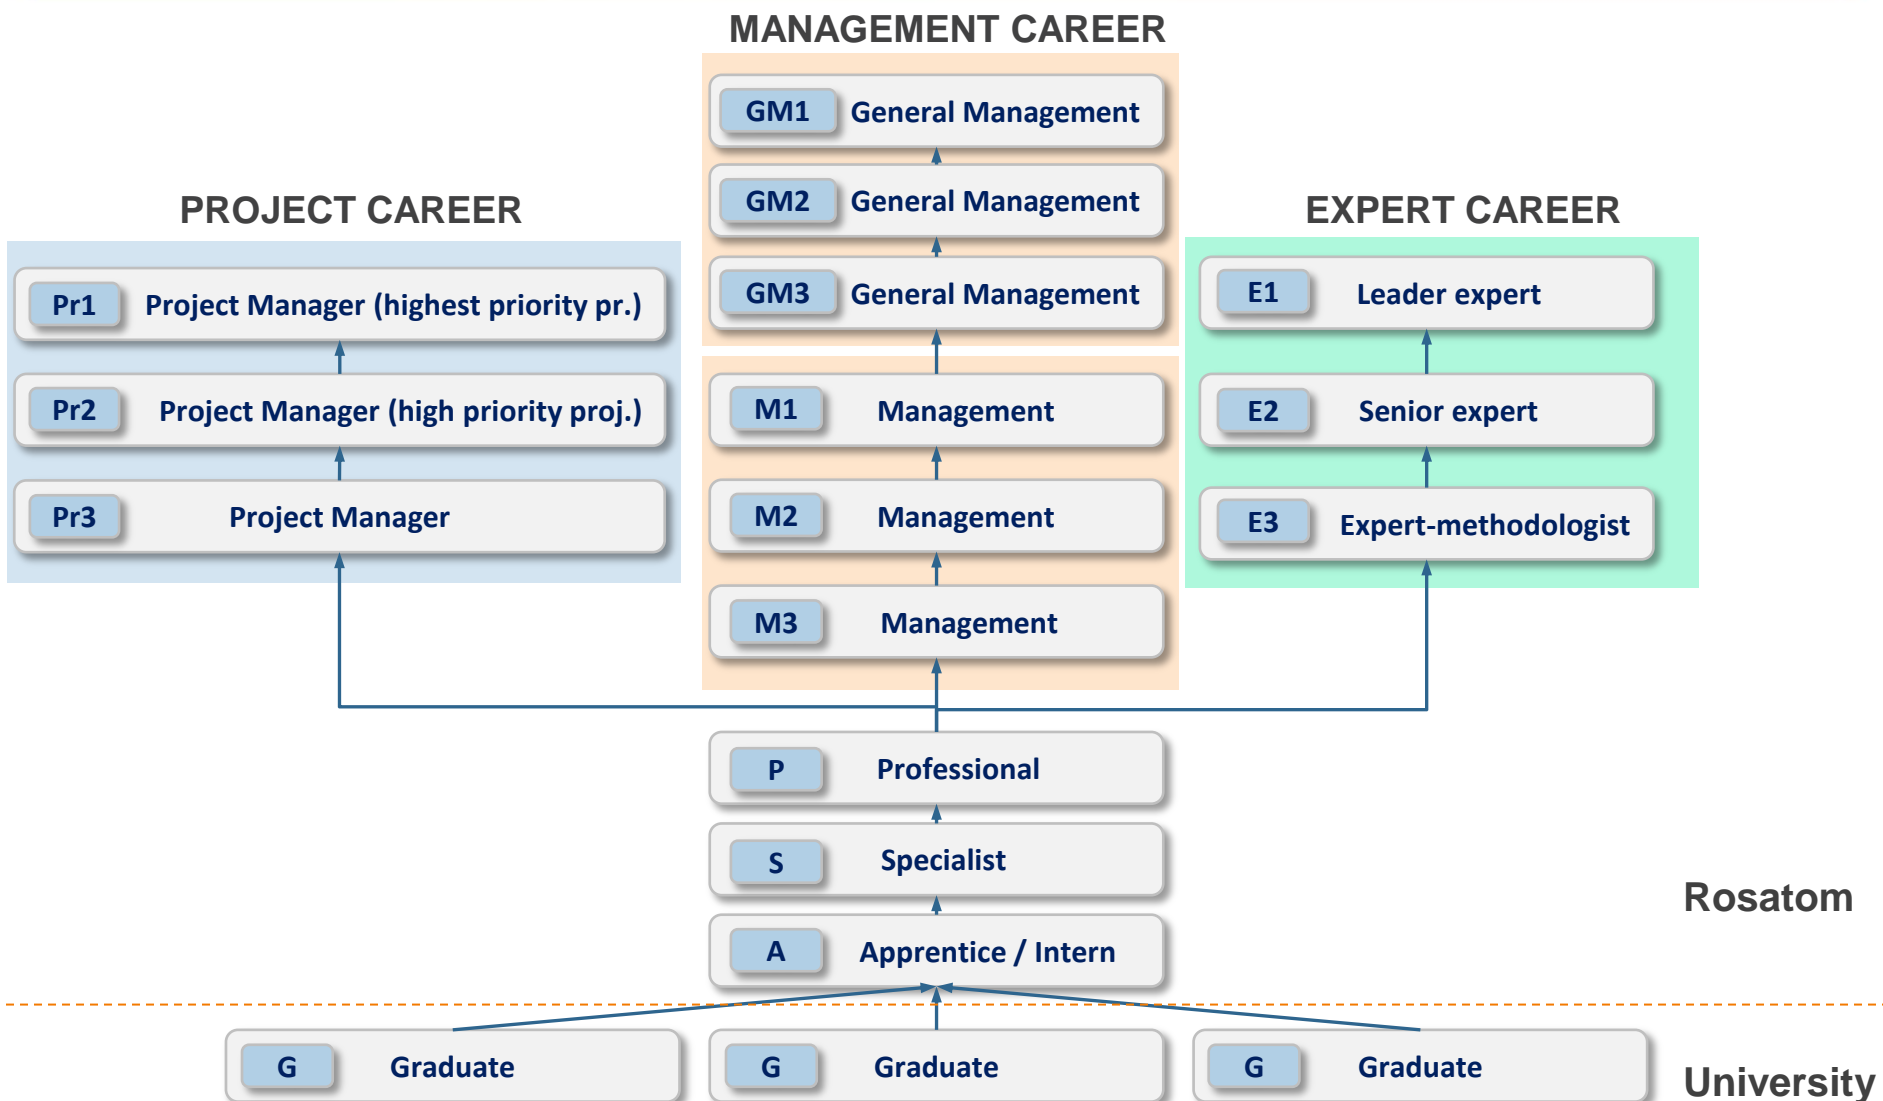 MANAGEMENT CAREER
GM1 General Management
GM2 General Management
GM3 General Management
M1 Management
M2 Management
M3 Management
PROJECT CAREER
Pr1 Project Manager (highest priority pr.)
Pr2 Project Manager (high priority proj.)
Pr3 Project Manager
EXPERT CAREER
E1 Leader expert
E2 Senior expert
E3 Expert-methodologist
P Professional
S Specialist
A Apprentice / Intern
Rosatom
G Graduate
G Graduate
G Graduate
University